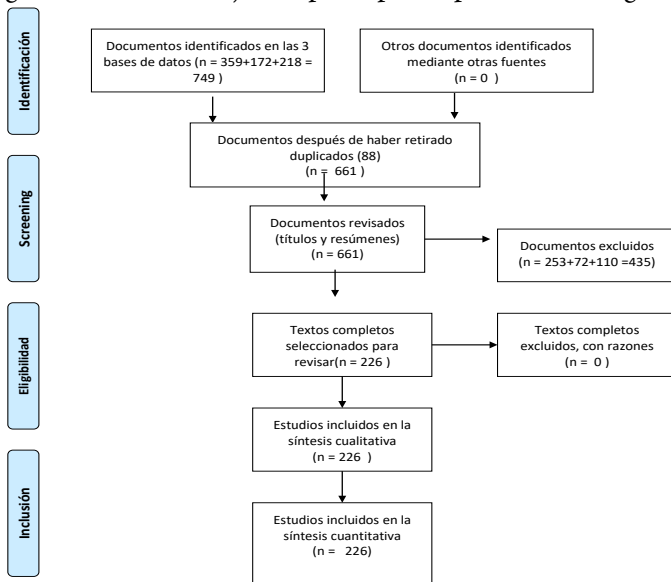 Identificación
Documentos identificados en las 3
bases de datos (n = 359+172+218 =
749 )
Otros documentos identificados
mediante otras fuentes
(n = 0 )
Documentos después de haber retirado
duplicados (88)
(n = 661 )
Screening
Documentos revisados
(títulos y resúmenes)
(n = 661)
Documentos excluidos
(n = 253+72+110 =435)
Eligibilidad
Textos completos
seleccionados para
revisar(n = 226 )
Textos completos
excluidos, con razones
(n = 0 )
Estudios incluidos en la
síntesis cualitativa
(n = 226 )
Inclusión
Estudios incluidos en la
síntesis cuantitativa
(n = 226)